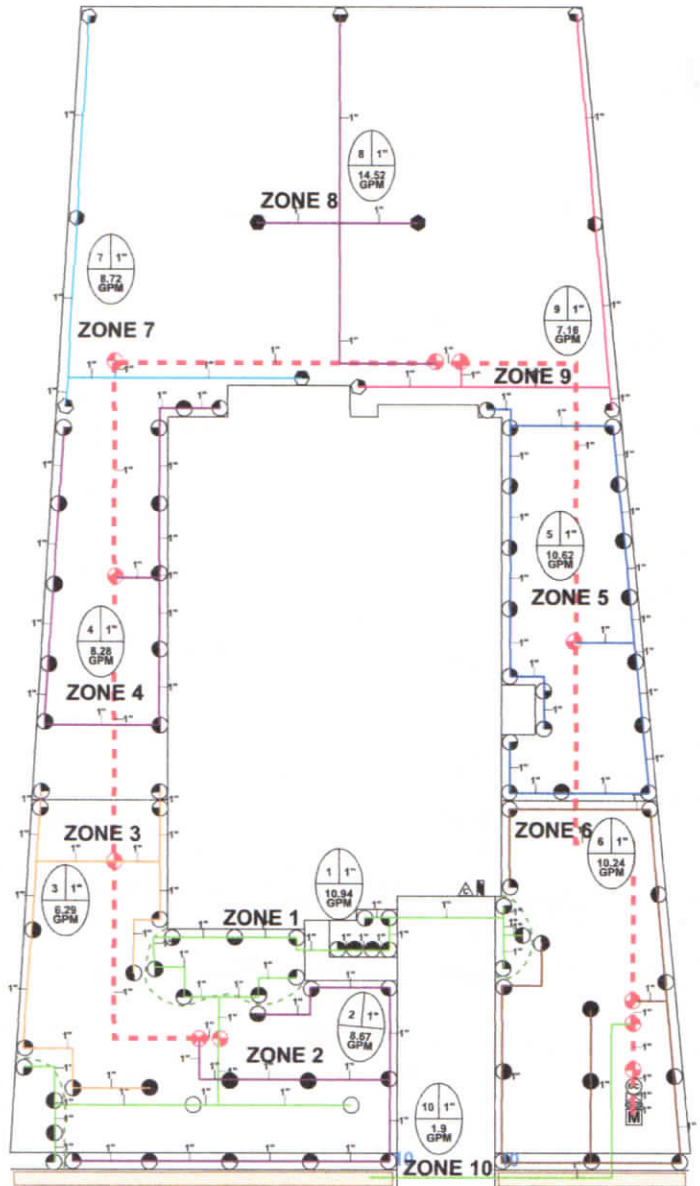 8 1"
14.52
GPM
ZONE 8
7 1"
8.72
GPM
ZONE 7
9 1"
7.16
GPM
ZONE 9
5 1"
10.62
GPM
ZONE 5
4 1"
8.28
GPM
ZONE 4
ZONE 3
ZONE 6
6 1"
10.24
GPM
3 1"
6.29
GPM
1 1"
10.94
GPM
C
ZONE 1
2 1"
8.67
GPM
ZONE 2
10 1"
1.9
GPM
M
10
ZONE 10